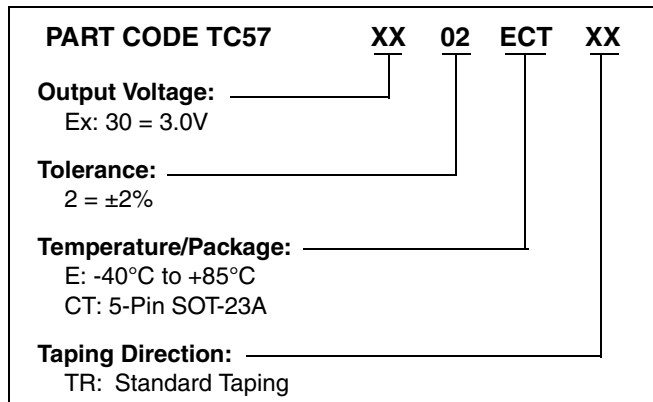 PART CODE TC57 XX 02 ECT XX
Output Voltage:
Ex: 30 = 3.0V
Tolerance:
2 = ±2%
Temperature/Package:
E: -40°C to +85°C
CT: 5-Pin SOT-23A
Taping Direction:
TR: Standard Taping